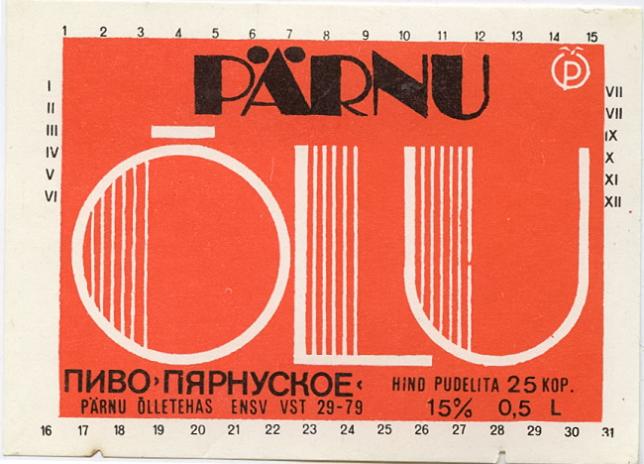 1 2 3 4 5 6 7 8 9 10 11 12 13 14 15
PÄRNU
P
I
II
III
IV
V
VI
VII
VII
IX
X
XI
XII
ÕLU
ПИВО›ПЯРНУСКОЕ‹
HIND PUDELITA 25 KOP.
PÄRNU ÕLLETEHAS ENSV VST 29-79
15% 0,5 L
16 17 18 19 20 21 22 23 24 25 26 27 28 29 30 31